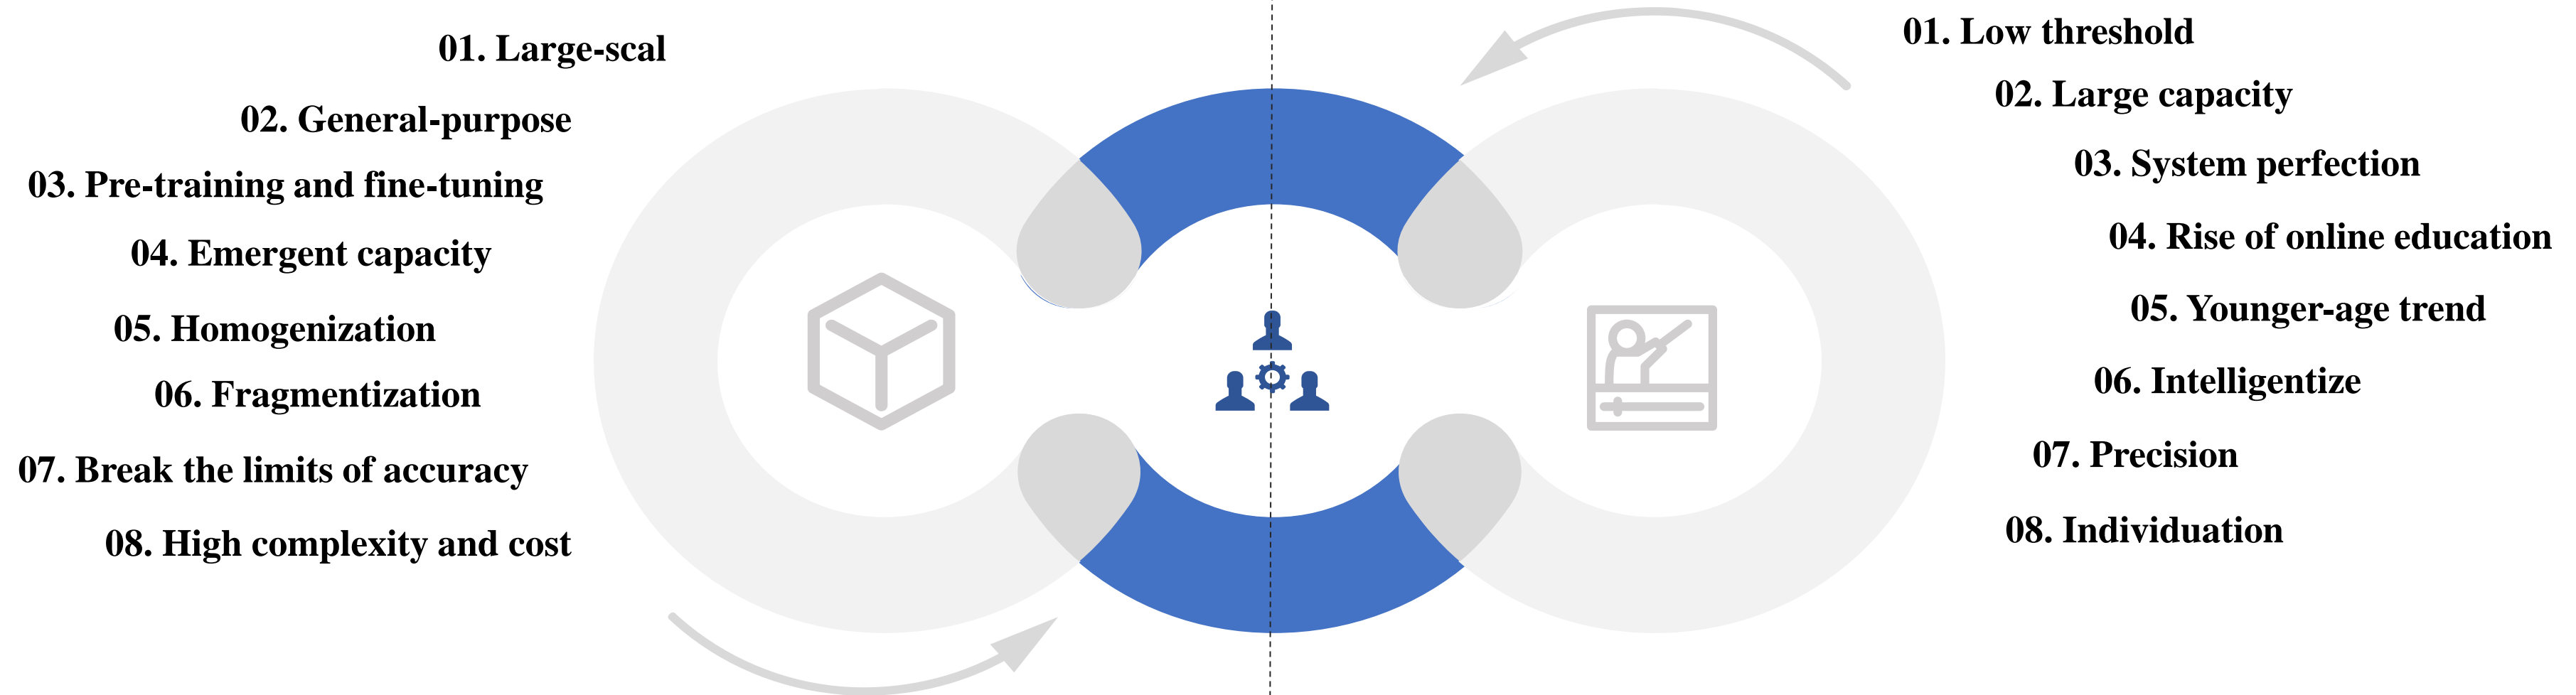 01. Large-scal
02. General-purpose
03. Pre-training and fine-tuning
04. Emergent capacity
05. Homogenization
06. Fragmentization
07. Break the limits of accuracy
08. High complexity and cost
01. Low threshold
02. Large capacity
03. System perfection
04. Rise of online education
05. Younger-age trend
06. Intelligentize
07. Precision
08. Individuation